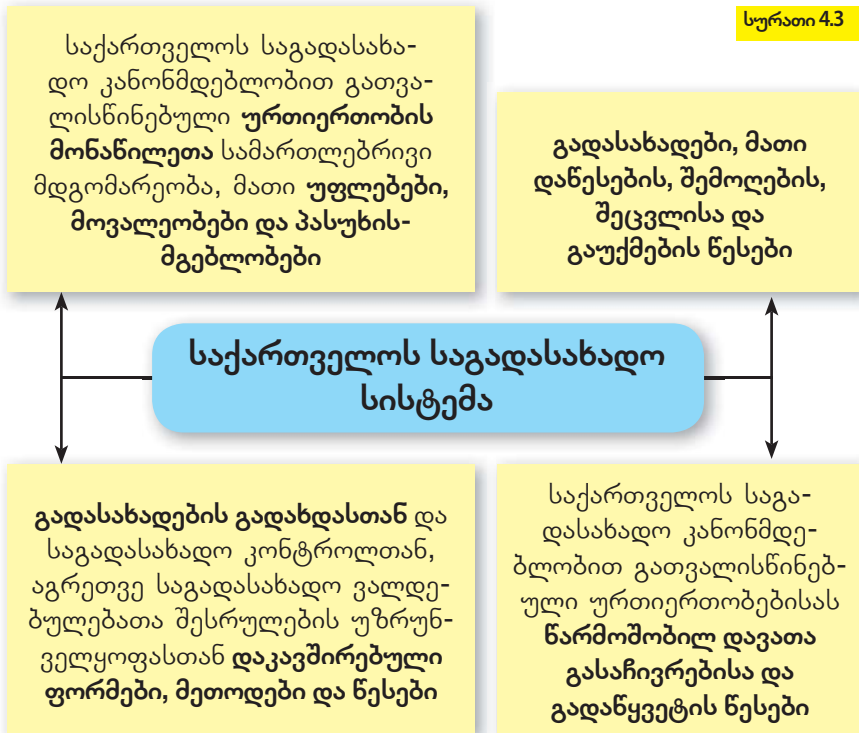 სურათი 4.3
საქართველოს საგადასახა-
დო კანონმდებლობით გათვა-
ლისწინებული ურთიერთობის
მონაწილეთა სამართლებრივი
მდგომარეობა, მათი უფლებები,
მოვალეობები და პასუხის-
მგებლობები
გადასახადები, მათი
დაწესების, შემოღების,
შეცვლისა და
გაუქმების წესები
საქართველოს საგადასახადო
სისტემა
გადასახადების გადახდასთან და
საგადასახადო კონტროლთან,
აგრეთვე საგადასახადო ვალდე-
ბულებათა შესრულების უზრუნ-
ველყოფასთან დაკავშირებული
ფორმები, მეთოდები და წესები
საქართველოს საგა-
დასახადო კანონმდე-
ბლობით გათვალისწინებ-
ული ურთიერთობებისას
წარმოშობილ დავათა
გასაჩივრებისა და
გადაწყვეტის წესები